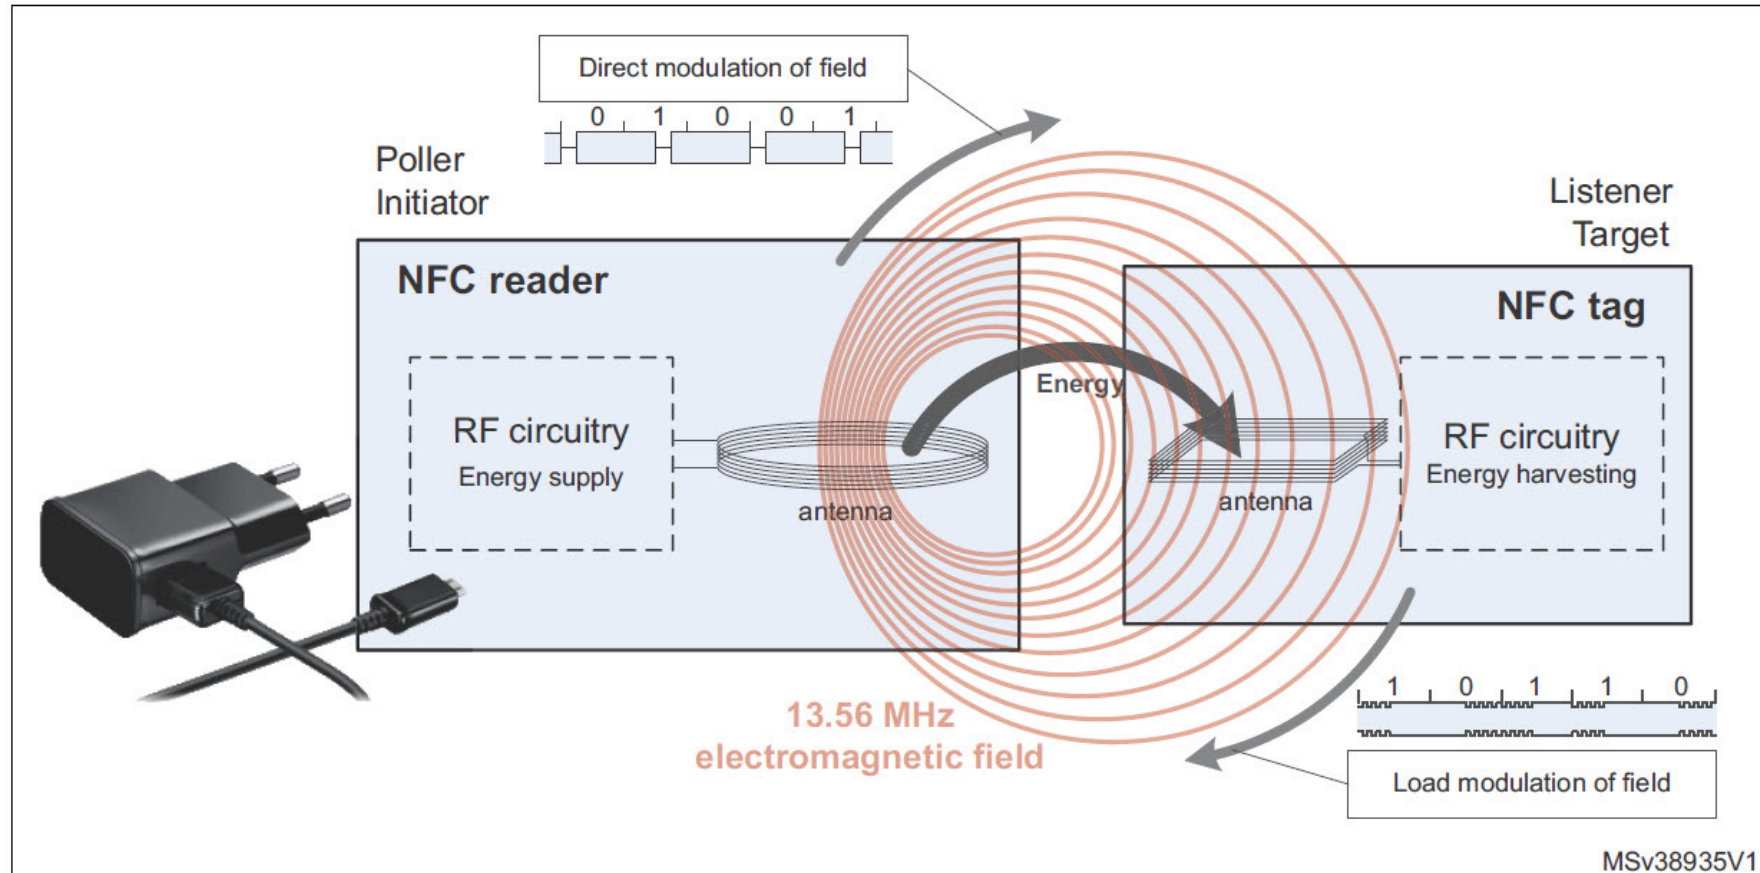 Direct modulation of field
0 1 0 0 1
Poller
Initiator
Listener
Target
NFC reader
NFC tag
Energy
RF circuitry
Energy supply
antenna
antenna
RF circuitry
Energy harvesting
13.56 MHz
electromagnetic field
1 0 1 1 0
Load modulation of field
MSv38935V1